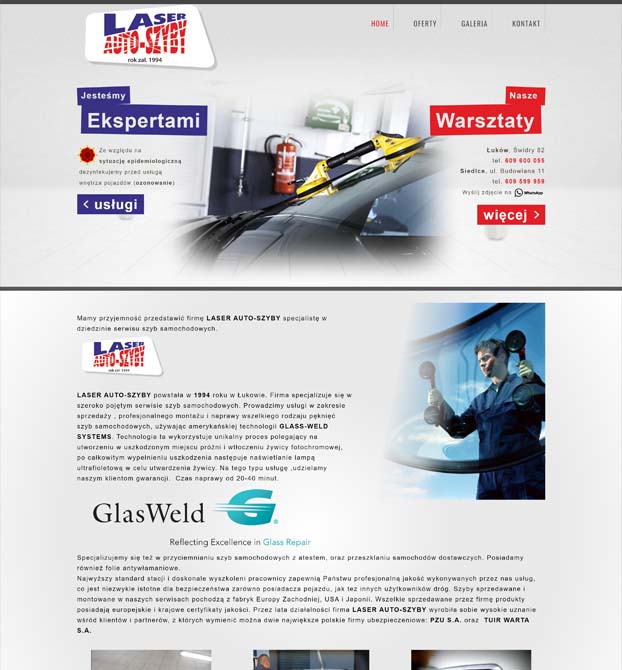 LASER
AUTO-SZYBY
rok zał. 1994
HOME OFERTY GALERIA KONTAKT
Jesteśmy
Ekspertami
Ze względu na
sytuację epidemiologiczną
dezynfekujemy przed usługą
wnętrza pojazdów (ozonowanie)
< usługi
Nasze
Warsztaty
Łuków, Świdry 82
tel. 609 600 055
Siedlce, ul. Budowlana 11
tel. 609 599 959
Wyślij zdjęcie na WhatsApp
więcej >
Mamy przyjemność przedstawić firmę LASER AUTO-SZYBY specjalistę w
dziedzinie serwisu szyb samochodowych.
LASER
AUTO-SZYBY
rok zał. 1994
LASER AUTO-SZYBY powstała w 1994 roku w Łukowie. Firma specjalizuje się w
szeroko pojętym serwisie szyb samochodowych. Prowadzimy usługi w zakresie
sprzedaży , profesjonalnego montażu i naprawy wszelkiego rodzaju pęknięć
szyb samochodowych, używając amerykańskiej technologii GLASS-WELD
SYSTEMS. Technologia ta wykorzystuje unikalny proces polegający na
utworzeniu w uszkodzonym miejscu próżni i wtłoczeniu żywicy fotochromowej,
po całkowitym wypełnieniu uszkodzenia następuje naświetlanie lampą
ultrafioletową w celu utwardzenia żywicy. Na tego typu usługę ,udzielamy
naszym klientom gwarancji. Czas naprawy od 20-40 minut.
GlasWeld G®
Reflecting Excellence in Glass Repair
Specjalizujemy się też w przyciemnianiu szyb samochodowych z atestem, oraz przeszklaniu samochodów dostawczych. Posiadamy
również folie antywłamaniowe.
Najwyższy standard stacji i doskonale wyszkoleni pracownicy zapewnią Państwu profesjonalną jakość wykonywanych przez nas usług,
co jest niezwykle istotne dla bezpieczeństwa zarówno posiadacza pojazdu, jak też innych użytkowników dróg. Szyby sprzedawane i
montowane w naszych serwisach pochodzą z fabryk Europy Zachodniej, USA i Japonii. Wszelkie sprzedawane przez firmę produkty
posiadają europejskie i krajowe certyfikaty jakości. Przez lata działalności firma LASER AUTO-SZYBY wyrobiła sobie wysokie uznanie
wśród klientów i partnerów, z których wymienić można dwie największe polskie firmy ubezpieczeniowe: PZU S.A. oraz TUIR WARTA
S.A.